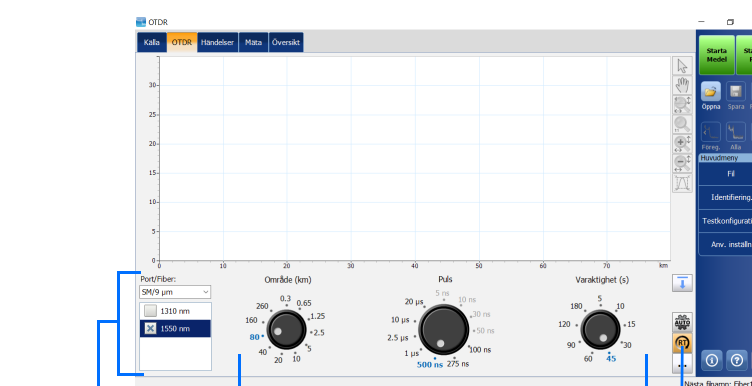 OTDR
Källa OTDR Händelser Mäta Översikt
Starta
Medel
30
25
20
15
10
5
0
0 10 20 30 40 50 60 70 km
Öppna Spara
Föreg. Alla
Huvudmeny
Fil
Identifiering.
Testkonfigurati
Anv. inställn
Port/Fiber:
SM/9 µm
1310 nm
1550 nm
Område (km)
0.3 0.65 1.25 2.5 5 10 20 40 80 160 260
Puls
5 ns 10 ns 30 ns 50 ns 100 ns 275 ns 500 ns 1 µs 2.5 µs 10 µs 20 µs
Varaktighet (s)
5 10 15 30 45 60 90 120 180
AUTO
RT
Nästa filnamn: Fiber